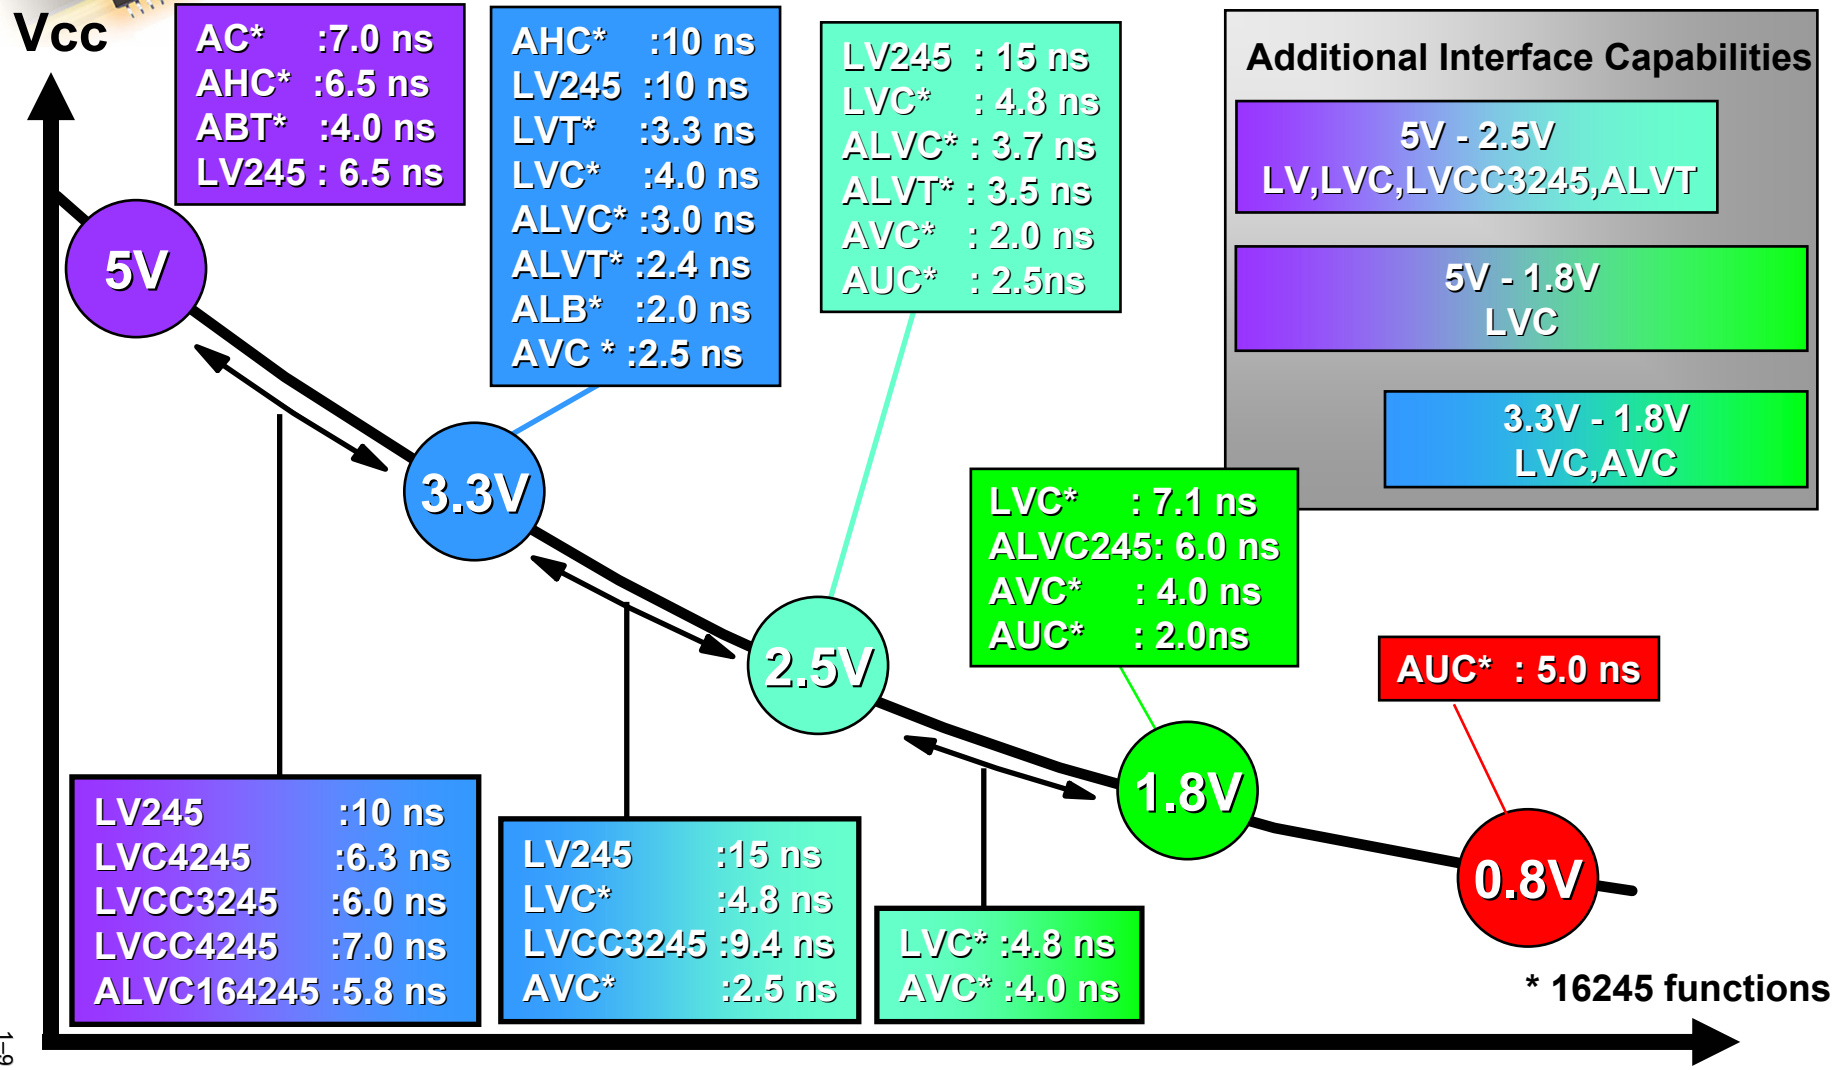 Vcc
AC* :7.0 ns
AHC* :6.5 ns
ABT* :4.0 ns
LV245 : 6.5 ns
AHC* :10 ns
LV245 :10 ns
LVT* :3.3 ns
LVC* :4.0 ns
ALVC* :3.0 ns
ALVT* :2.4 ns
ALB* :2.0 ns
AVC * :2.5 ns
LV245 : 15 ns
LVC* : 4.8 ns
ALVC* : 3.7 ns
ALVT* : 3.5 ns
AVC* : 2.0 ns
AUC* : 2.5ns
Additional Interface Capabilities
5V - 2.5V
LV,LVC,LVCC3245,ALVT
5V - 1.8V
LVC
3.3V - 1.8V
LVC,AVC
5V
3.3V
2.5V
1.8V
0.8V
LVC* : 7.1 ns
ALVC245: 6.0 ns
AVC* : 4.0 ns
AUC* : 2.0ns
AUC* : 5.0 ns
LV245 :10 ns
LVC4245 :6.3 ns
LVCC3245 :6.0 ns
LVCC4245 :7.0 ns
ALVC164245 :5.8 ns
LV245 :15 ns
LVC* :4.8 ns
LVCC3245 :9.4 ns
AVC* :2.5 ns
LVC* :4.8 ns
AVC* :4.0 ns
* 16245 functions
1–9